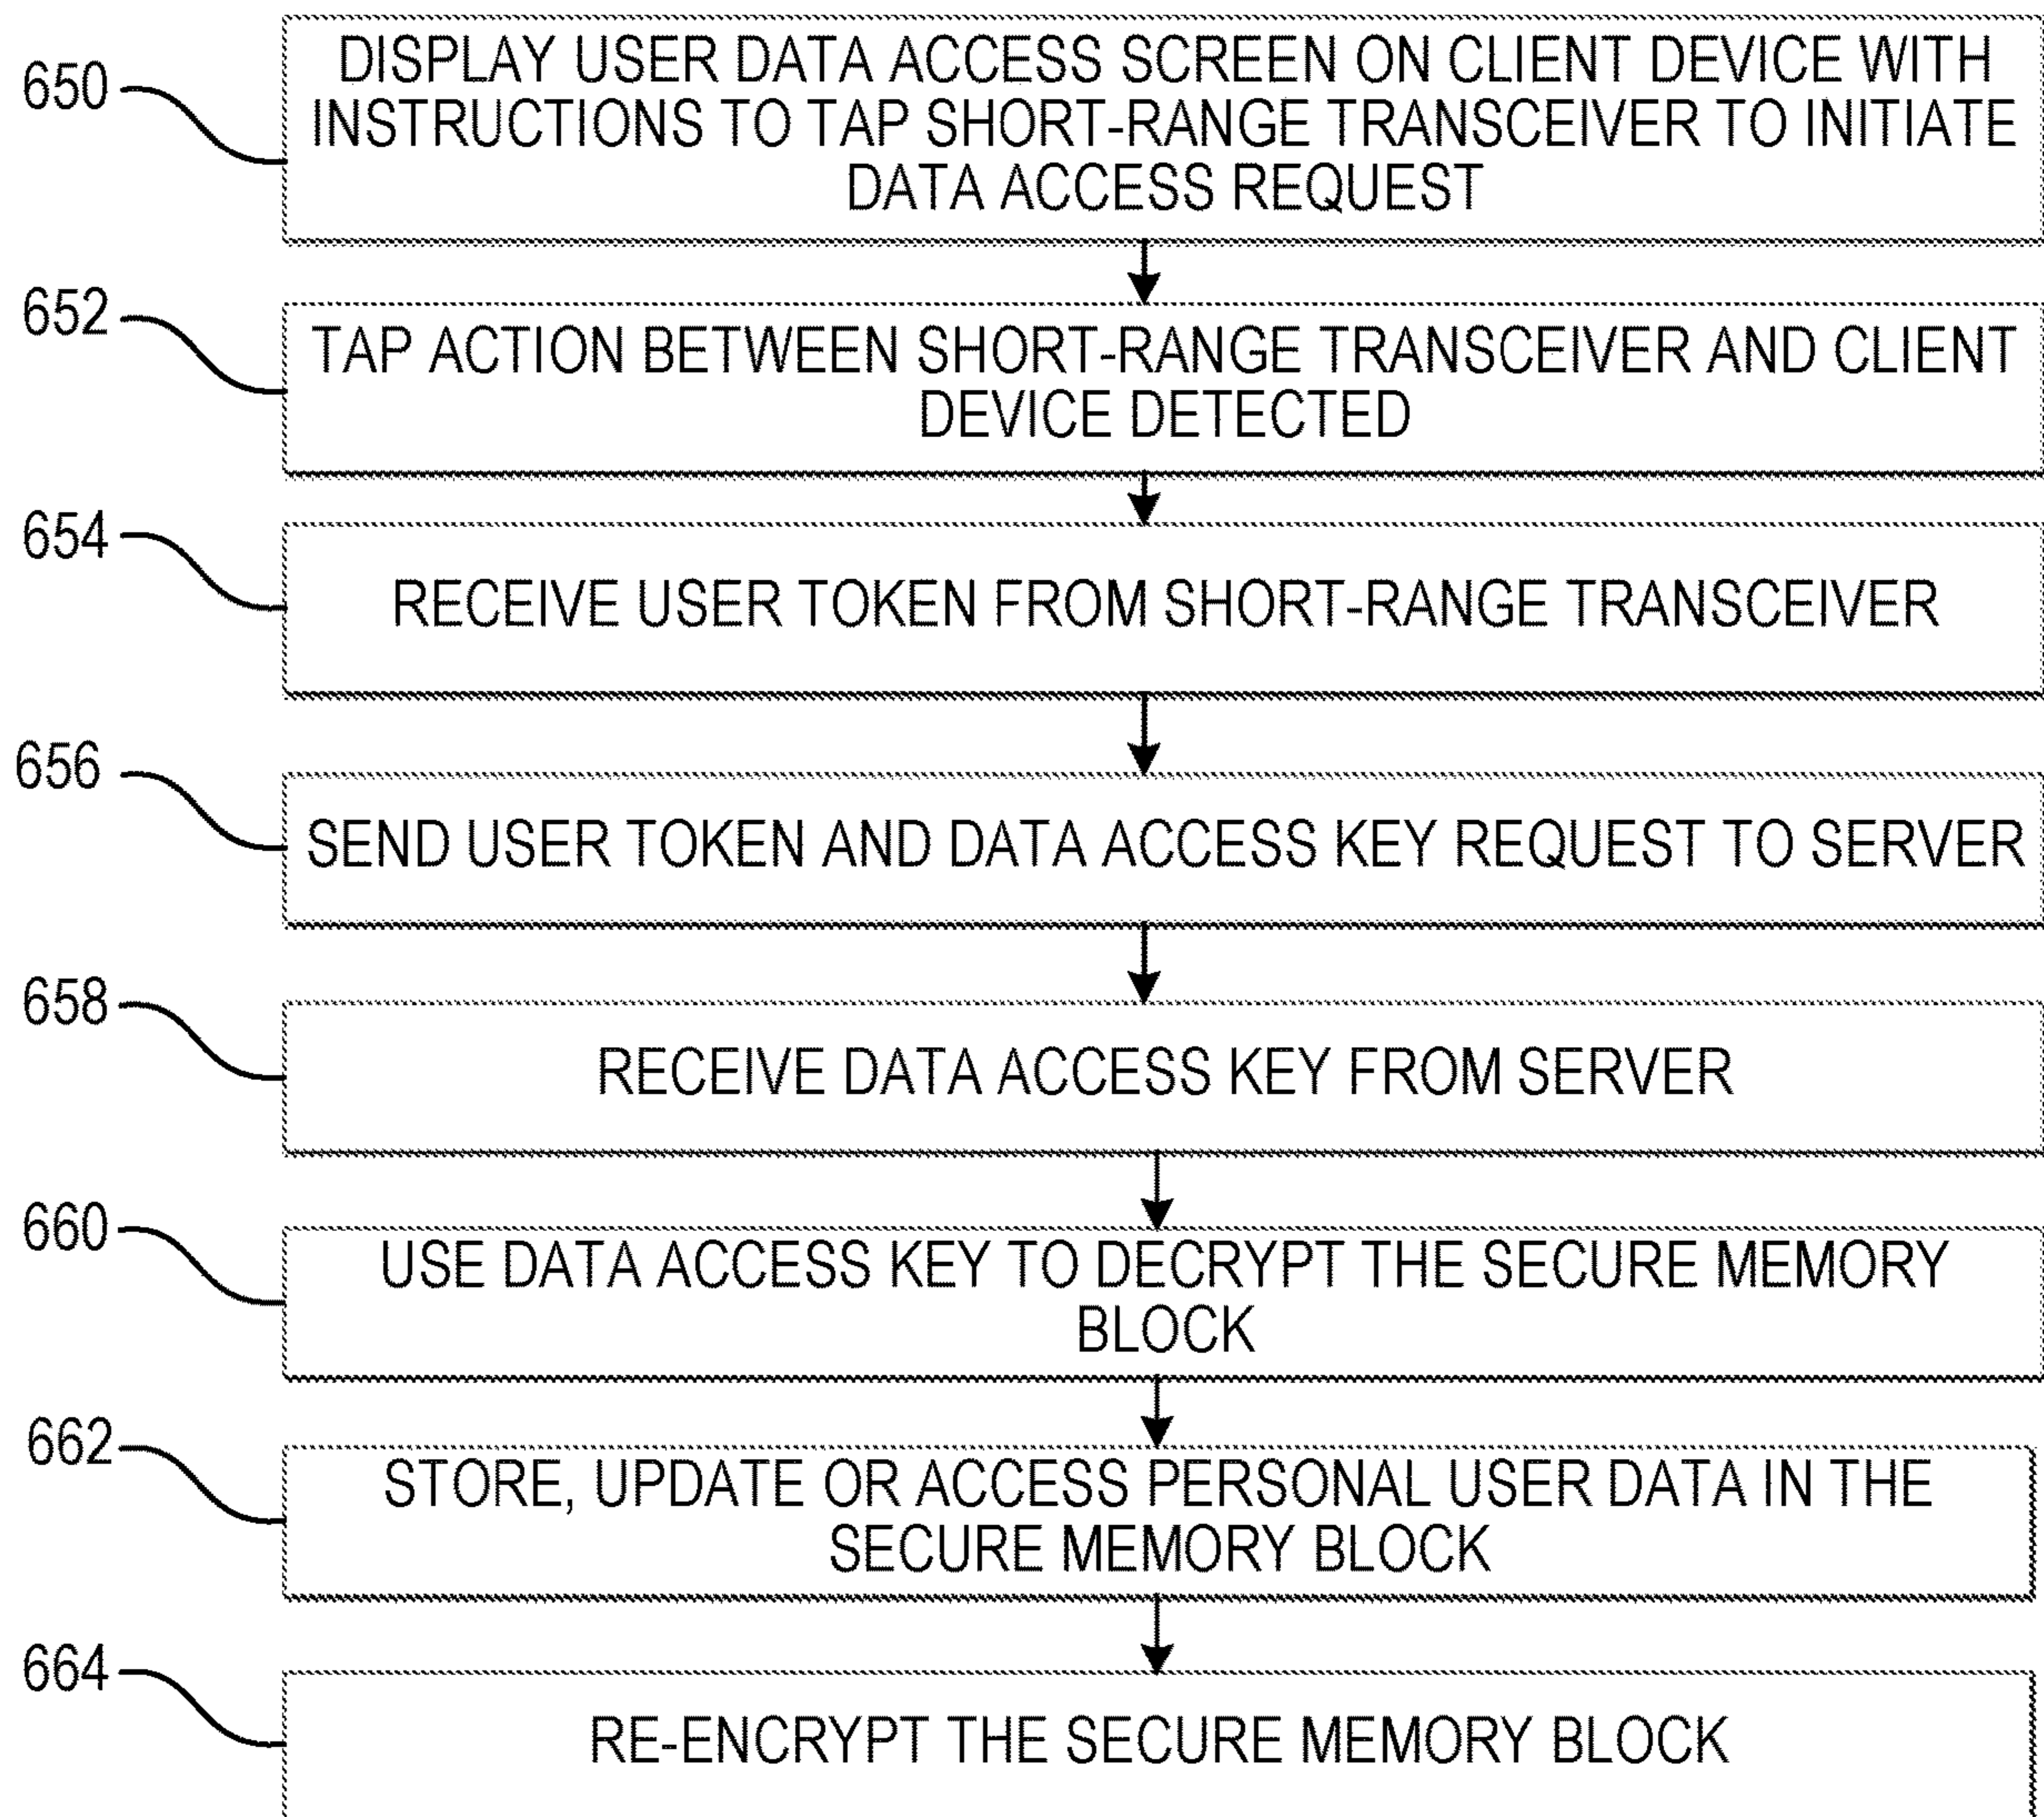 650
DISPLAY USER DATA ACCESS SCREEN ON CLIENT DEVICE WITH
INSTRUCTIONS TO TAP SHORT-RANGE TRANSCEIVER TO INITIATE
DATA ACCESS REQUEST
652
TAP ACTION BETWEEN SHORT-RANGE TRANSCEIVER AND CLIENT
DEVICE DETECTED
654
RECEIVE USER TOKEN FROM SHORT-RANGE TRANSCEIVER
656
SEND USER TOKEN AND DATA ACCESS KEY REQUEST TO SERVER
658
RECEIVE DATA ACCESS KEY FROM SERVER
660
USE DATA ACCESS KEY TO DECRYPT THE SECURE MEMORY
BLOCK
662
STORE, UPDATE OR ACCESS PERSONAL USER DATA IN THE
SECURE MEMORY BLOCK
664
RE-ENCRYPT THE SECURE MEMORY BLOCK